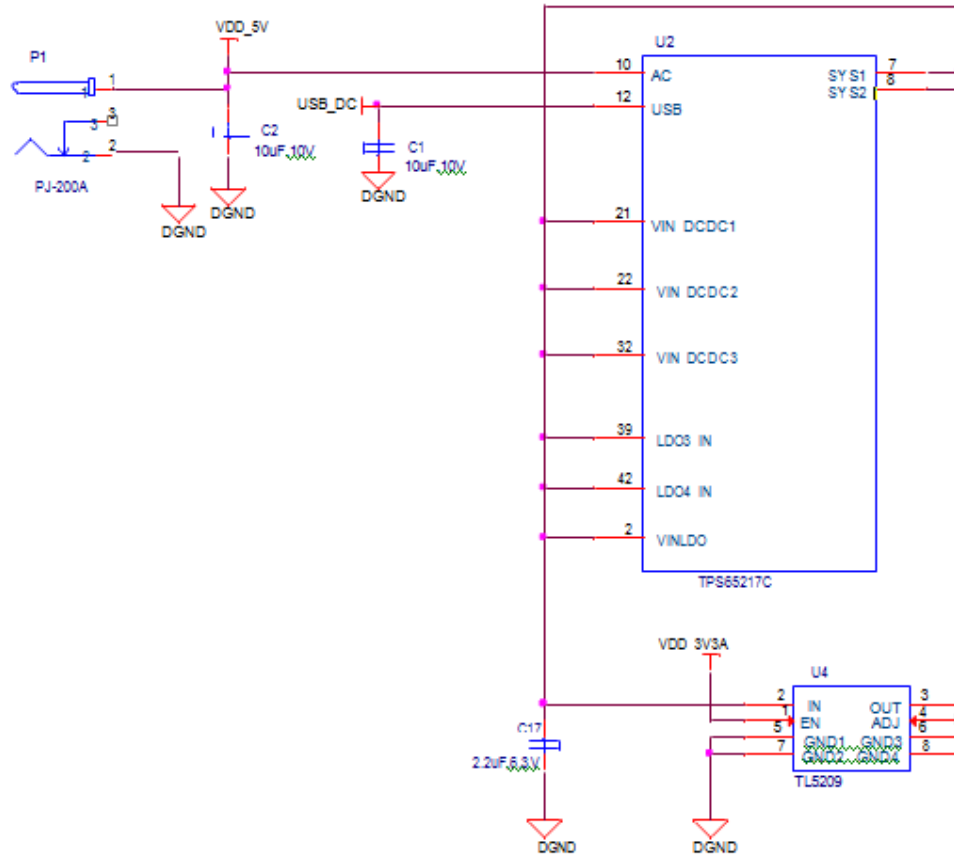 VDD_5V
P1
1
1
3
3
2
2
PJ-200A
DGND
C2
10uF,10V
DGND
USB_DC
C1
10uF,10V
DGND
U2
10 AC SYS1 7
SYS2 8
12 USB
21 VIN DCDC1
22 VIN DCDC2
32 VIN DCDC3
39 LDO3 IN
42 LDO4 IN
2 VINLDO
TPS65217C
VDD 3V3A
U4
2 IN OUT 3
1 EN ADJ 4
5 GND1 GND3 6
7 GND2 GND4 8
TL5209
C17
2.2uF,6.3V
DGND
DGND